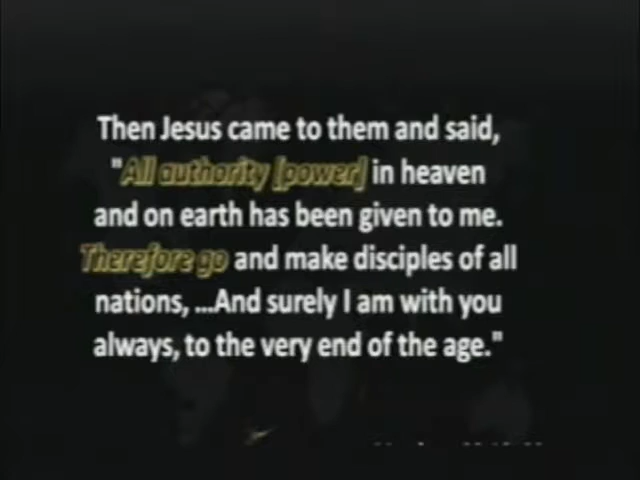 Then Jesus came to them and said,
"All authority [power] in heaven
and on earth has been given to me.
Therefore go and make disciples of all
nations, ...And surely I am with you
always, to the very end of the age."